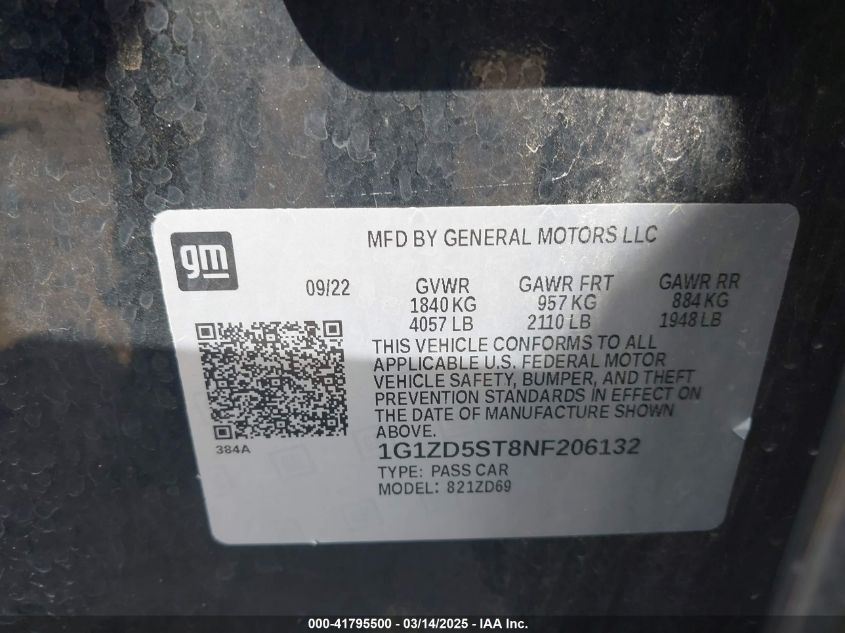 gm
MFD BY GENERAL MOTORS LLC
09/22 GVWR GAWR FRT GAWR RR
1840 KG 957 KG 884 KG
4057 LB 2110 LB 1948 LB
THIS VEHICLE CONFORMS TO ALL
APPLICABLE U.S. FEDERAL MOTOR
VEHICLE SAFETY, BUMPER, AND THEFT
PREVENTION STANDARDS IN EFFECT ON
THE DATE OF MANUFACTURE SHOWN
ABOVE.
384A
1G1ZD5ST8NF206132
TYPE: PASS CAR
MODEL: 821ZD69
000-41795500 - 03/14/2025 - IAA Inc.